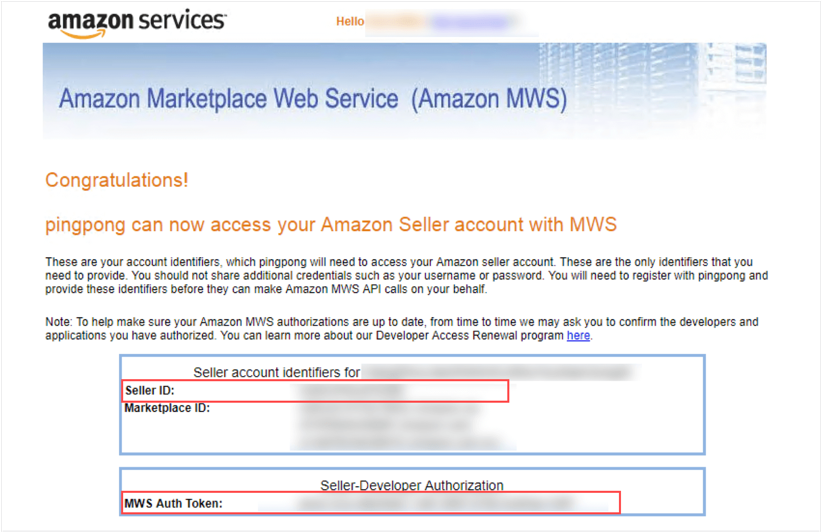 amazon services
Hello
Amazon Marketplace Web Service (Amazon MWS)
Congratulations!
pingpong can now access your Amazon Seller account with MWS
These are your account identifiers, which pingpong will need to access your Amazon seller account. These are the only identifiers that you
need to provide. You should not share additional credentials such as your username or password. You will need to register with pingpong and
provide these identifiers before they can make Amazon MWS API calls on your behalf.
Note: To help make sure your Amazon MWS authorizations are up to date, from time to time we may ask you to confirm the developers and
applications you have authorized. You can learn more about our Developer Access Renewal program here.
Seller account identifiers for
Seller ID:
Marketplace ID:
Seller-Developer Authorization
MWS Auth Token: